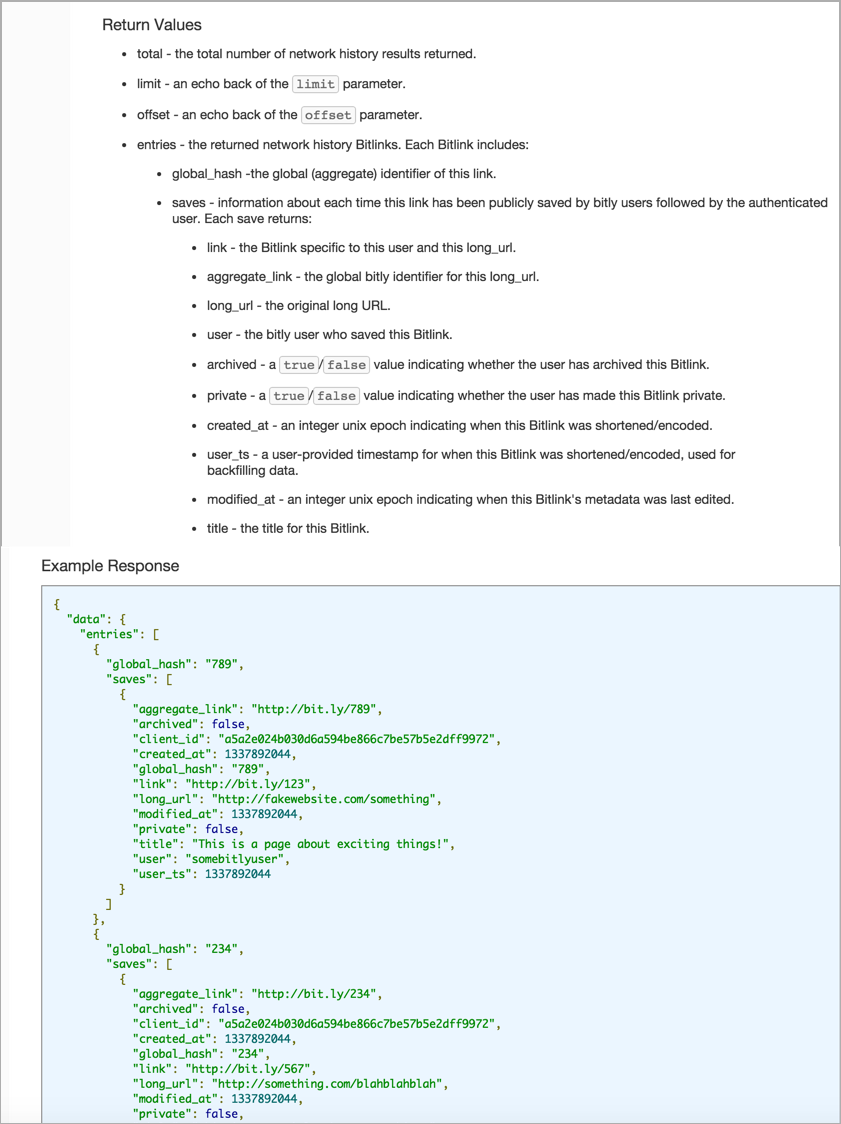 Return Values
• total - the total number of network history results returned.
• limit - an echo back of the limit parameter.
• offset - an echo back of the offset parameter.
• entries - the returned network history Bitlinks. Each Bitlink includes:
• global_hash -the global (aggregate) identifier of this link.
• saves - information about each time this link has been publicly saved by bitly users followed by the authenticated
user. Each save returns:
• link - the Bitlink specific to this user and this long_url.
• aggregate_link - the global bitly identifier for this long_url.
• long_url - the original long URL.
• user - the bitly user who saved this Bitlink.
• archived - a true/false value indicating whether the user has archived this Bitlink.
• private - a true/false value indicating whether the user has made this Bitlink private.
• created_at - an integer unix epoch indicating when this Bitlink was shortened/encoded.
• user_ts - a user-provided timestamp for when this Bitlink was shortened/encoded, used for
backfilling data.
• modified_at - an integer unix epoch indicating when this Bitlink's metadata was last edited.
• title - the title for this Bitlink.
Example Response
{
"data": {
"entries": [
{
"global_hash": "789",
"saves": [
{
"aggregate_link": "http://bit.ly/789",
"archived": false,
"client_id": "a5a2e024b030d6a594be866c7be57b5e2dff9972",
"created_at": 1337892044,
"global_hash": "789",
"link": "http://bit.ly/123",
"long_url": "http://fakewebsite.com/something",
"modified_at": 1337892044,
"private": false,
"title": "This is a page about exciting things!",
"user": "somebitlyuser",
"user_ts": 1337892044
}
]
},
{
"global_hash": "234",
"saves": [
{
"aggregate_link": "http://bit.ly/234",
"archived": false,
"client_id": "a5a2e024b030d6a594be866c7be57b5e2dff9972",
"created_at": 1337892044,
"global_hash": "234",
"link": "http://bit.ly/567",
"long_url": "http://something.com/blahblahblah",
"modified_at": 1337892044,
"private": false,